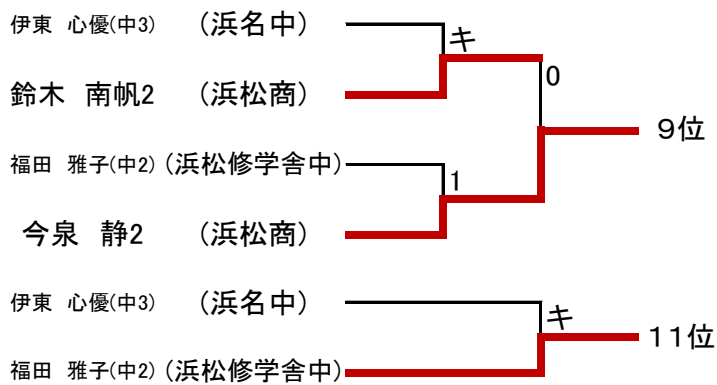 伊東　心優(中3)　(浜名中)
キ
鈴木　南帆2　(浜松商)
0
9位
福田　雅子(中2) (浜松修学舎中)
1
今泉　静2　(浜松商)
伊東　心優(中3)　(浜名中)
キ
11位
福田　雅子(中2) (浜松修学舎中)